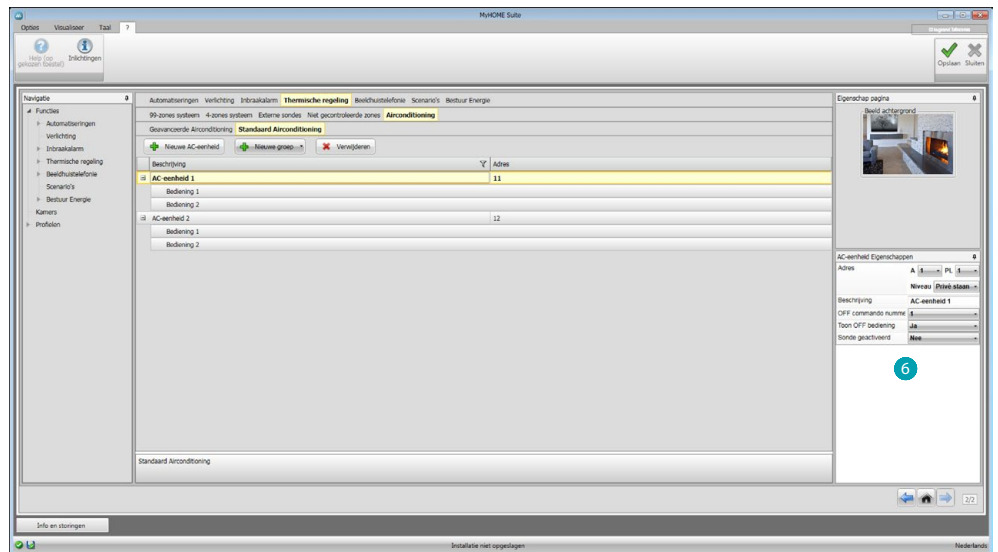 MyHOME Suite
Opties Visualiseer Taal ?
Help (op gekozen toestel)
Inlichtingen
Opslaan Sluiten
Navigatie
Functies
Automatiseringen
Verlichting
Inbraakalarm
Thermische regeling
Beeldhuistelefonie
Scenario's
Bestuur Energie
Kamers
Profielen
Automatiseringen Verlichting Inbraakalarm Thermische regeling Beeldhuistelefonie Scenario's Bestuur Energie
99-zones systeem 4-zones systeem Externe sondes Niet gecontroleerde zones Airconditioning
Geavanceerde Airconditioning Standaard Airconditioning
Nieuwe AC-eenheid Nieuwe groep Verwijderen
Beschrijving Adres
AC-eenheid 1 11
Bediening 1
Bediening 2
AC-eenheid 2 12
Bediening 1
Bediening 2
Standaard Airconditioning
Eigenschap pagina
Beeld achtergrond
AC-eenheid Eigenschappen
Adres A 1 PL 1
Niveau Privé staan
Beschrijving AC-eenheid 1
OFF commando numme 1
Toon OFF bediening Ja
Sonde geactiveerd Nee
6
2/2
Info en storingen
Installatie niet opgeslagen
Nederlands